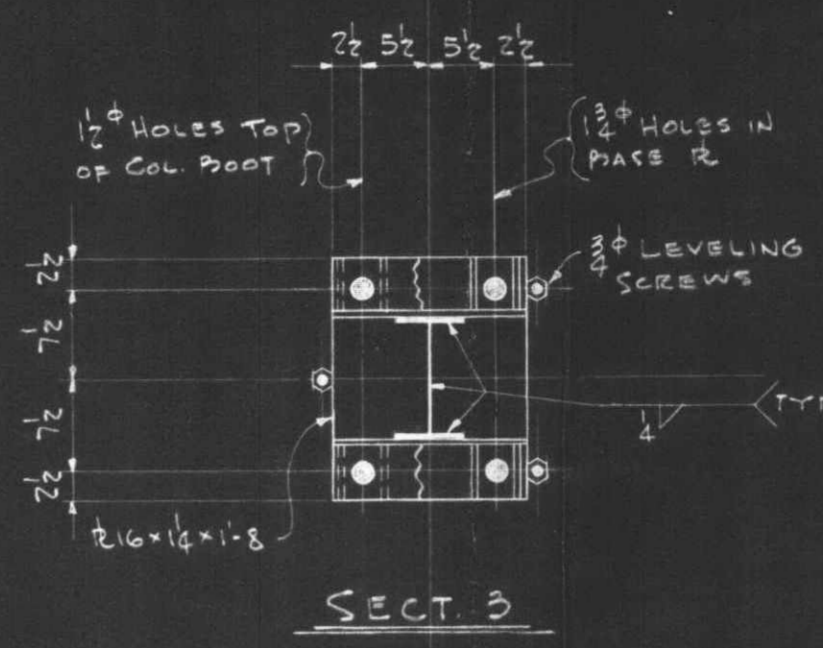 2½ 5½ 5½ 2½
1½φ HOLES TOP
OF COL. BOOT
1¾φ HOLES IN
BASE ℞
¾φ LEVELING
SCREWS
2½
7½
7½
2½
¼
TYP
℞ 16×1¼×1'-8
SECT. 3